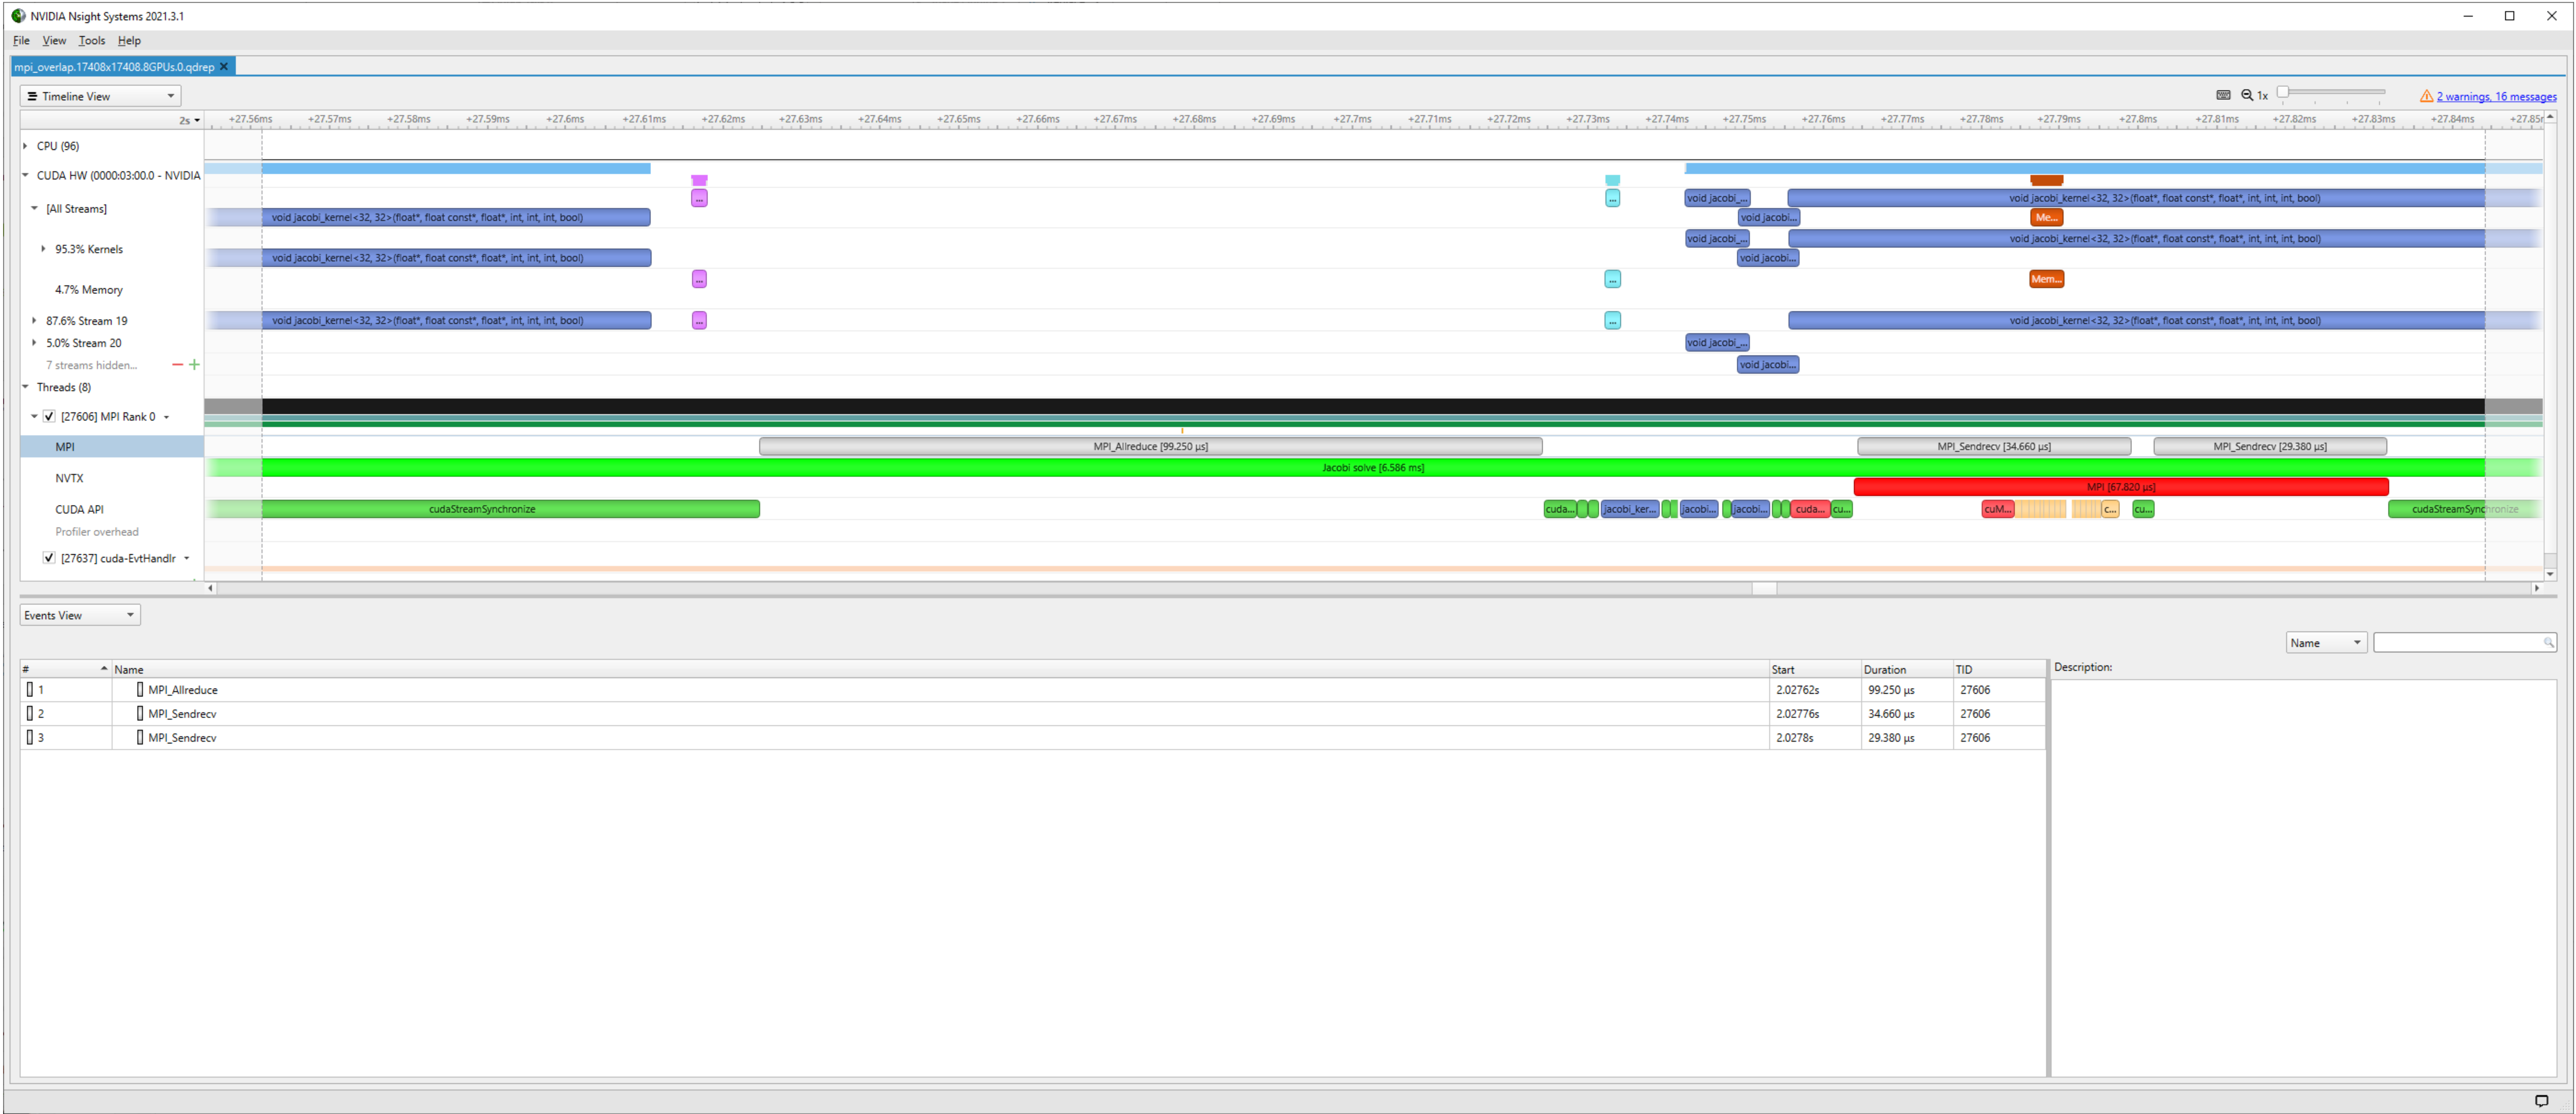 NVIDIA Nsight Systems 2021.3.1
File View Tools Help
mpi_overlap.17408x17408.8GPUs.0.qdrep
Timeline View
1x
2 warnings, 16 messages
2s
+27.56ms +27.57ms +27.58ms +27.59ms +27.6ms +27.61ms +27.62ms +27.63ms +27.64ms +27.65ms +27.66ms +27.67ms +27.68ms +27.69ms +27.7ms +27.71ms +27.72ms +27.73ms +27.74ms +27.75ms +27.76ms +27.77ms +27.78ms +27.79ms +27.8ms +27.81ms +27.82ms +27.83ms +27.84ms +27.85r
CPU (96)
CUDA HW (0000:03:00.0 - NVIDIA
[All Streams]
... ... void jacobi_... void jacobi_kernel<32, 32>(float*, float const*, float*, int, int, int, bool)
void jacobi_kernel<32, 32>(float*, float const*, float*, int, int, int, bool) void jacobi... Me...
95.3% Kernels
void jacobi_... void jacobi_kernel<32, 32>(float*, float const*, float*, int, int, int, bool)
void jacobi_kernel<32, 32>(float*, float const*, float*, int, int, int, bool) void jacobi...
4.7% Memory
... ... Mem...
87.6% Stream 19
void jacobi_kernel<32, 32>(float*, float const*, float*, int, int, int, bool) ... ... void jacobi_kernel<32, 32>(float*, float const*, float*, int, int, int, bool)
5.0% Stream 20
void jacobi_...
7 streams hidden...
void jacobi...
Threads (8)
[27606] MPI Rank 0
MPI
MPI_Allreduce [99.250 µs] MPI_Sendrecv [34.660 µs] MPI_Sendrecv [29.380 µs]
NVTX
Jacobi solve [6.586 ms]
MPI [67.820 µs]
CUDA API
cudaStreamSynchronize cuda... jacobi_ker... jacobi... jacobi... cuda... cu... cuM... c... cu... cudaStreamSynchronize
Profiler overhead
[27637] cuda-EvtHandlr
Events View
Name
# Name Start Duration TID
Description:
1 MPI_Allreduce 2.02762s 99.250 µs 27606
2 MPI_Sendrecv 2.02776s 34.660 µs 27606
3 MPI_Sendrecv 2.0278s 29.380 µs 27606